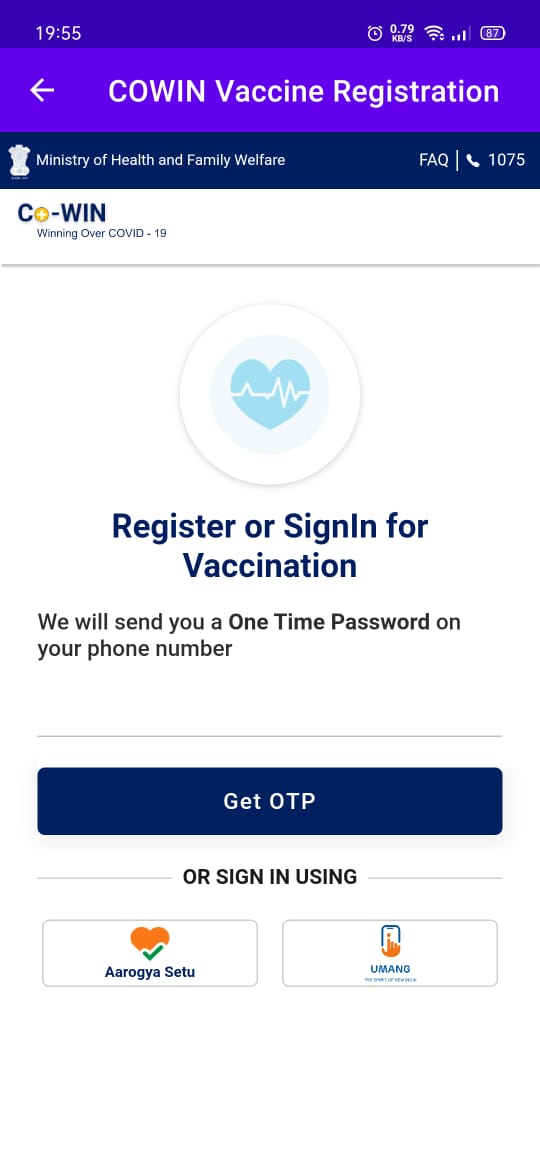 19:55 0.79 KB/S 87
COWIN Vaccine Registration
Ministry of Health and Family Welfare FAQ 1075
Co-WIN
Winning Over COVID - 19
Register or SignIn for
Vaccination
We will send you a One Time Password on
your phone number
Get OTP
OR SIGN IN USING
Aarogya Setu
UMANG
THE SPIRIT OF NEW INDIA